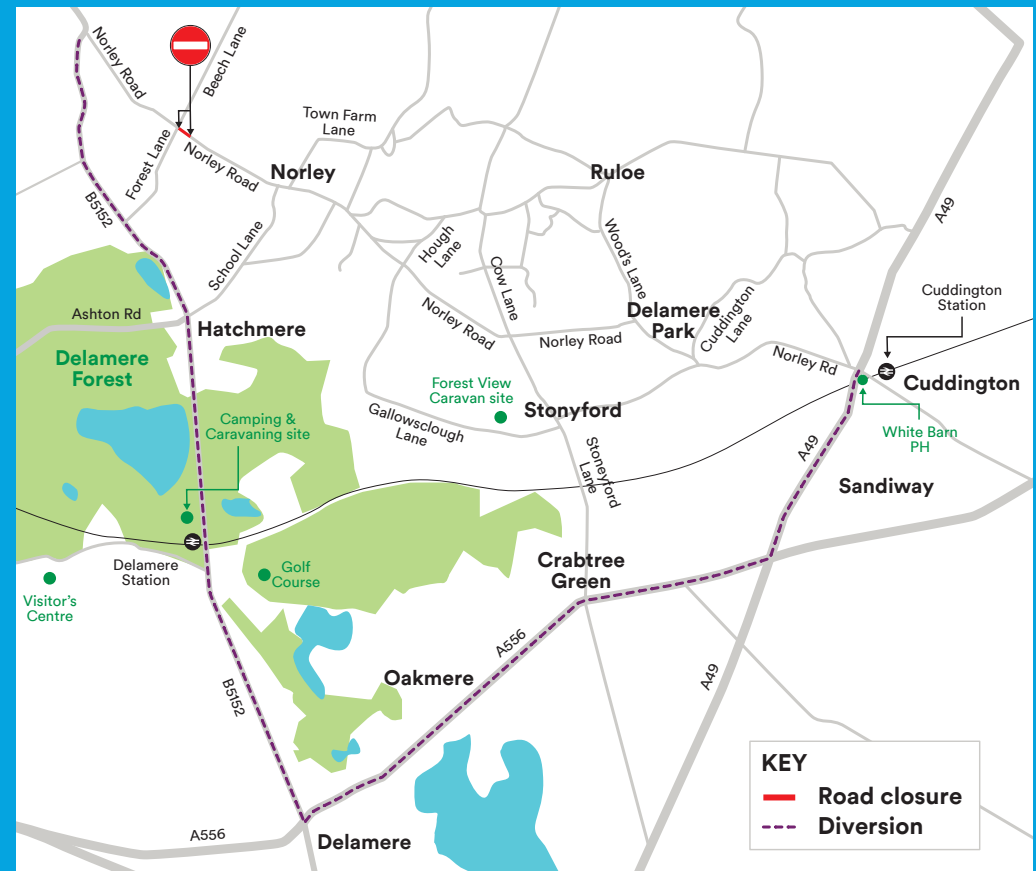 Norley Road
Beech Lane
Town Farm
Lane
Forest Lane
Norley Road
Norley
Ruloe
B5152
A49
School Lane
Hough
Lane
Cow Lane
Wood's Lane
Cuddington
Station
Ashton Rd
Hatchmere
Norley Road
Norley Road
Delamere
Park
Cuddington
Lane
Norley Rd
Delamere
Forest
Forest View
Caravan site
Stonyford
Cuddington
Camping &
Caravaning site
Gallowsclough
Lane
Stoneyford
Lane
A49
White Barn
PH
Sandiway
Delamere
Station
Golf
Course
Crabtree
Green
Visitor's
Centre
B5152
Oakmere
A556
A49
KEY
Road closure
Diversion
A556
Delamere